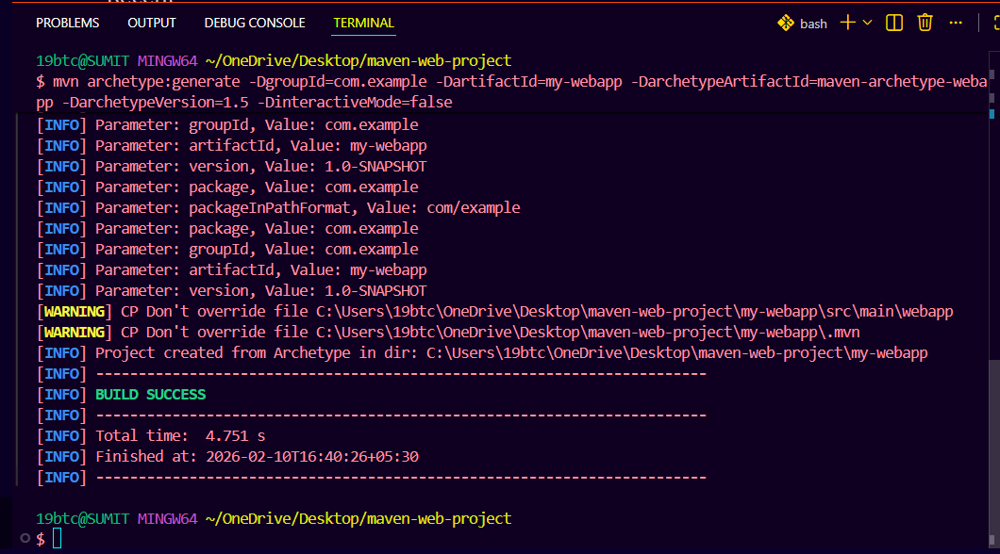 PROBLEMS OUTPUT DEBUG CONSOLE TERMINAL bash
19btc@SUMIT MINGW64 ~/OneDrive/Desktop/maven-web-project
$ mvn archetype:generate -DgroupId=com.example -DartifactId=my-webapp -DarchetypeArtifactId=maven-archetype-weba
pp -DarchetypeVersion=1.5 -DinteractiveMode=false
[INFO] Parameter: groupId, Value: com.example
[INFO] Parameter: artifactId, Value: my-webapp
[INFO] Parameter: version, Value: 1.0-SNAPSHOT
[INFO] Parameter: package, Value: com.example
[INFO] Parameter: packageInPathFormat, Value: com/example
[INFO] Parameter: package, Value: com.example
[INFO] Parameter: groupId, Value: com.example
[INFO] Parameter: artifactId, Value: my-webapp
[INFO] Parameter: version, Value: 1.0-SNAPSHOT
[WARNING] CP Don't override file C:\Users\19btc\OneDrive\Desktop\maven-web-project\my-webapp\src\main\webapp
[WARNING] CP Don't override file C:\Users\19btc\OneDrive\Desktop\maven-web-project\my-webapp\.mvn
[INFO] Project created from Archetype in dir: C:\Users\19btc\OneDrive\Desktop\maven-web-project\my-webapp
[INFO] ------------------------------------------------------------------------
[INFO] BUILD SUCCESS
[INFO] ------------------------------------------------------------------------
[INFO] Total time:  4.751 s
[INFO] Finished at: 2026-02-10T16:40:26+05:30
[INFO] ------------------------------------------------------------------------
19btc@SUMIT MINGW64 ~/OneDrive/Desktop/maven-web-project
$